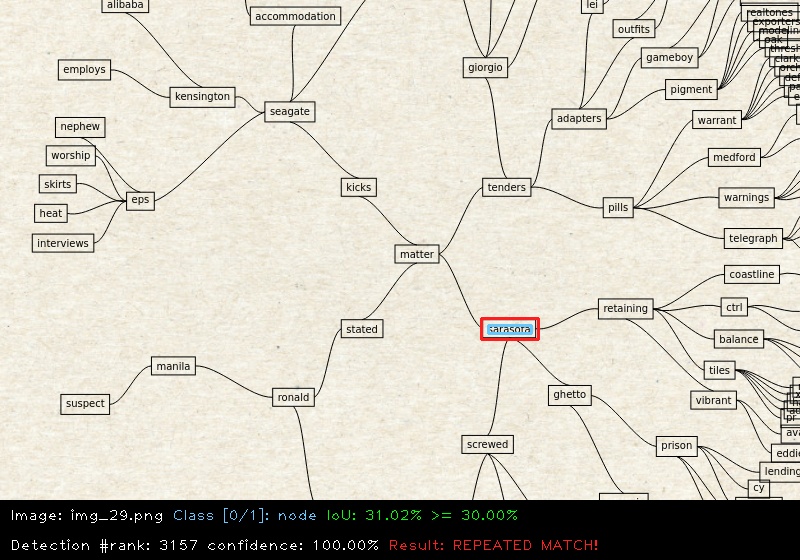 alibaba
accommodation
lei
realtones
exporters
outfits
gameboy
giorgio
employs
kensington
seagate
pigment
adapters
warrant
nephew
worship
medford
skirts
eps
kicks
tenders
warnings
heat
pills
interviews
telegraph
matter
coastline
retaining
ctrl
stated
sarasora
balance
manila
tiles
ronald
ghetto
vibrant
suspect
screwed
prison
lending
cy
Image: img_29.png Class [0/1]: node IoU: 31.02% >= 30.00%
Detection #rank: 3157 confidence: 100.00% Result: REPEATED MATCH!